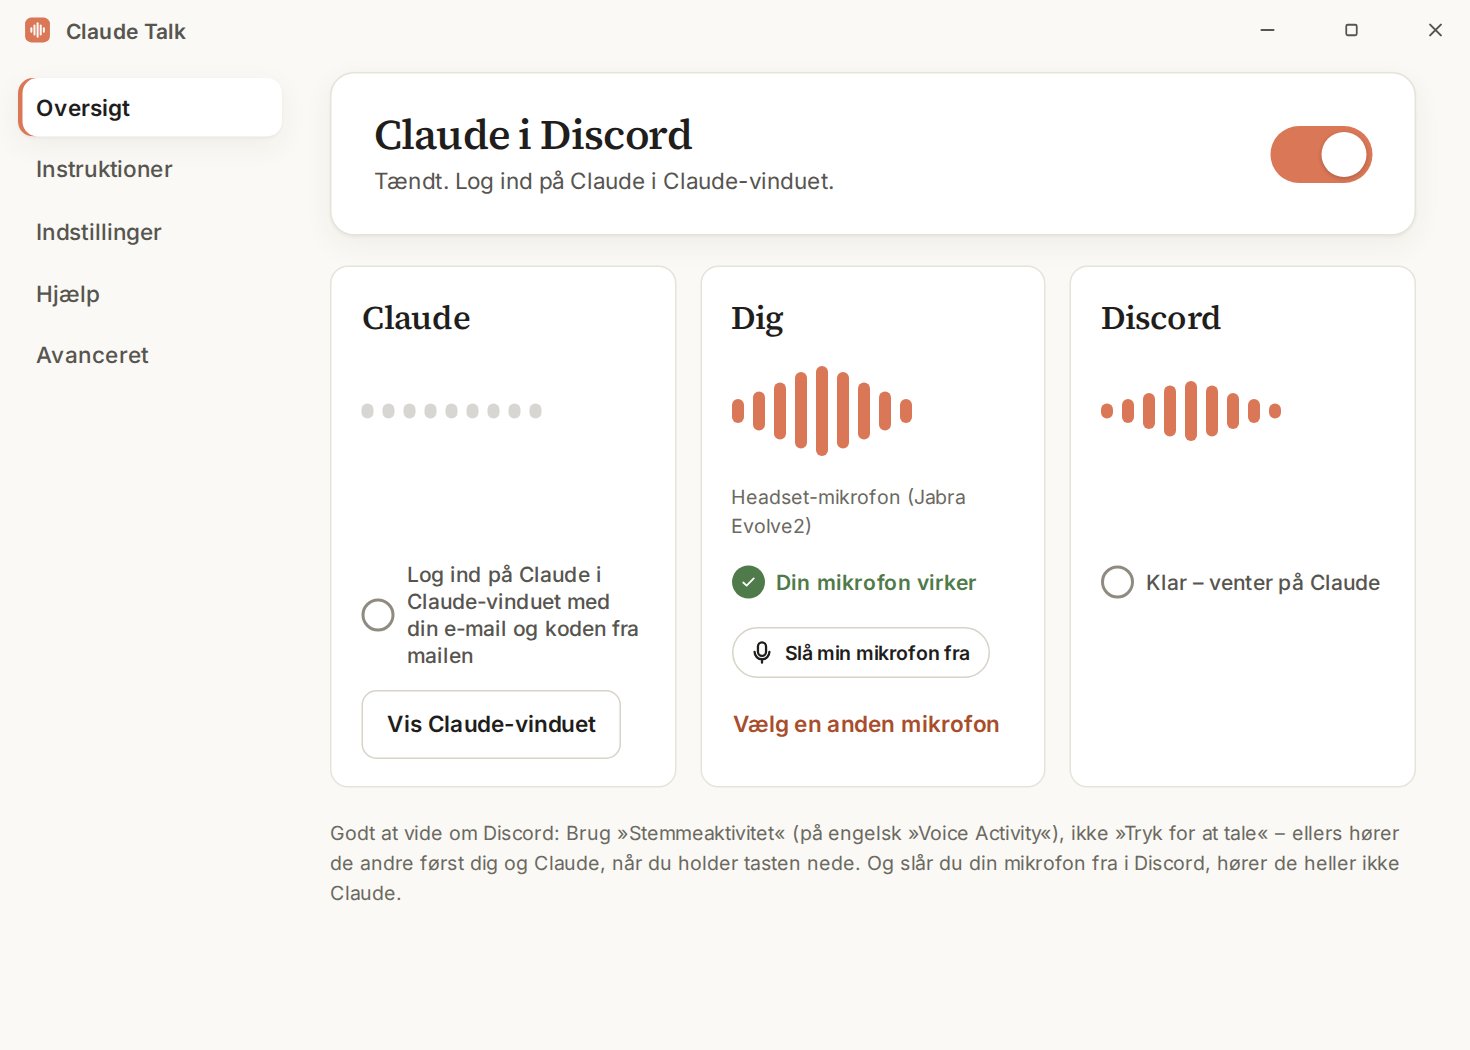 Claude Talk
Oversigt
Instruktioner
Indstillinger
Hjælp
Avanceret
Claude i Discord
Tændt. Log ind på Claude i Claude-vinduet.
Claude
Log ind på Claude i
Claude-vinduet med
din e-mail og koden fra
mailen
Vis Claude-vinduet
Dig
Headset-mikrofon (Jabra
Evolve2)
Din mikrofon virker
Slå min mikrofon fra
Vælg en anden mikrofon
Discord
Klar – venter på Claude
Godt at vide om Discord: Brug »Stemmeaktivitet« (på engelsk »Voice Activity«), ikke »Tryk for at tale« – ellers hører
de andre først dig og Claude, når du holder tasten nede. Og slår du din mikrofon fra i Discord, hører de heller ikke
Claude.